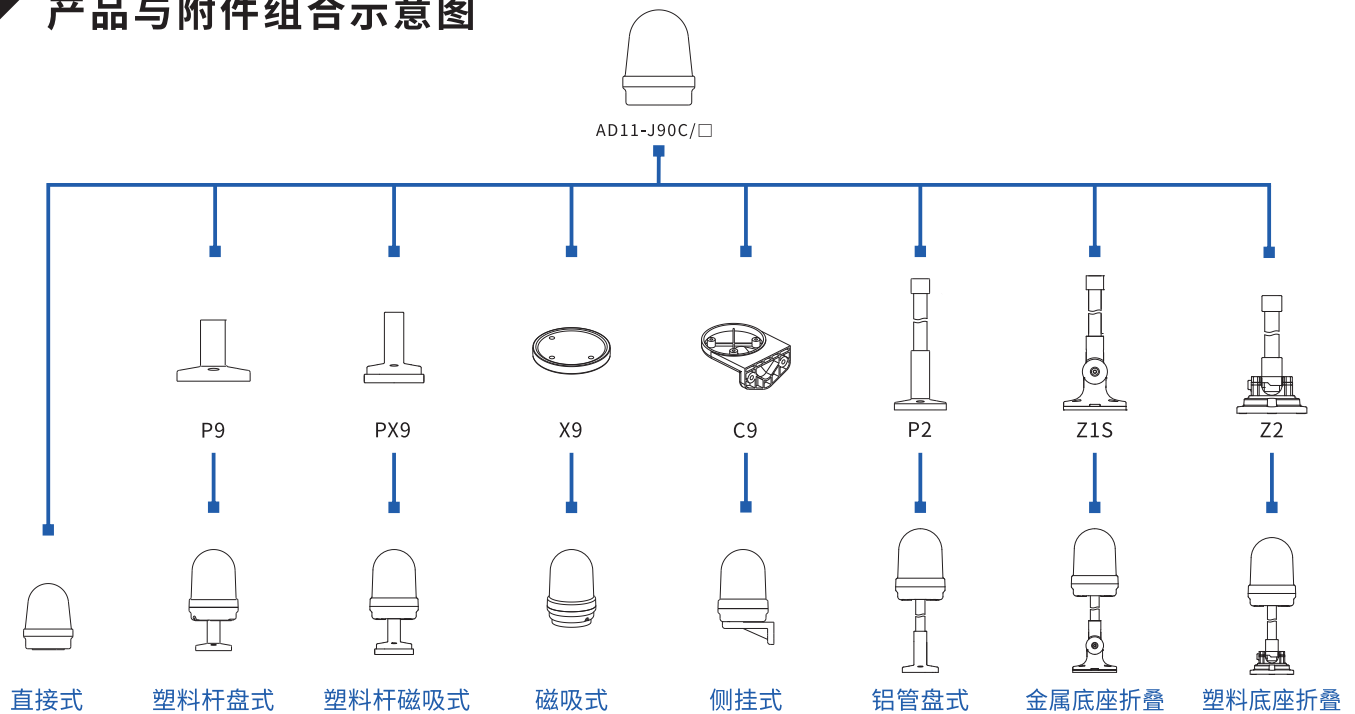 产品与附件组合示意图
AD11-J90C/□
P9
PX9
X9
C9
P2
Z1S
Z2
直接式
塑料杆盘式
塑料杆磁吸式
磁吸式
侧挂式
铝管盘式
金属底座折叠
塑料底座折叠